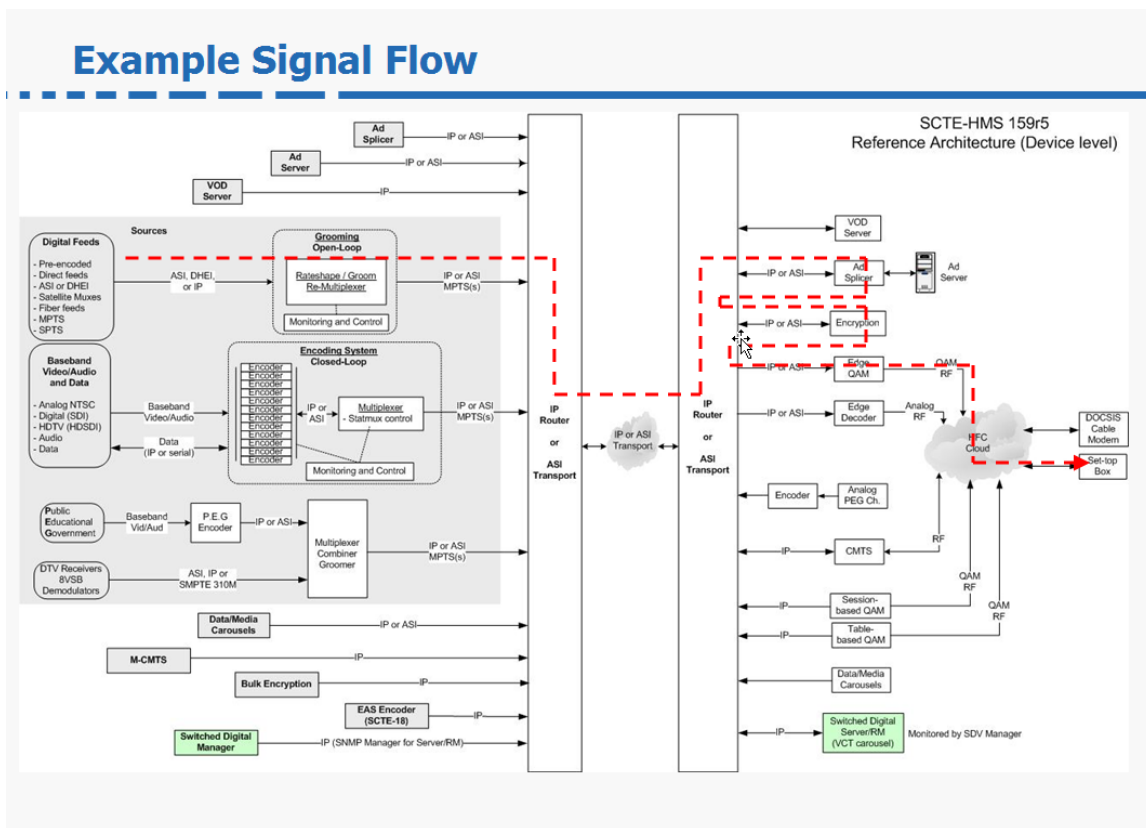 Example Signal Flow
SCTE-HMS 159r5
Reference Architecture (Device level)
Ad
Splicer
IP or ASI
Ad
Server
IP or ASI
VOD
Server
IP
Sources
Digital Feeds
- Pre-encoded
- Direct feeds
- ASI or DHEI
- Satellite Muxes
- Fiber feeds
- MPTS
- SPTS
ASI, DHEI,
or IP
Grooming
Open-Loop
Rateshape / Groom
Re-Multiplexer
Monitoring and Control
IP or ASI
MPTS(s)
Baseband
Video/Audio
and Data
- Analog NTSC
- Digital (SDI)
- HDTV (HDSDI)
- Audio
- Data
Baseband
Video/Audio
Data
(IP or serial)
Encoding System
Closed-Loop
Encoder
Encoder
Encoder
Encoder
Encoder
Encoder
Encoder
Encoder
Encoder
Encoder
Encoder
IP or
ASI
Multiplexer
- Statmux control
Monitoring and Control
IP or ASI
MPTS(s)
Public
Educational
Government
Baseband
Vid/Aud
P.E.G
Encoder
IP or ASI
Multiplexer
Combiner
Groomer
IP or ASI
MPTS(s)
DTV Receivers
8VSB
Demodulators
ASI, IP or
SMPTE 310M
Data/Media
Carousels
IP or ASI
M-CMTS
IP
Bulk Encryption
IP
EAS Encoder
(SCTE-18)
IP
Switched Digital
Manager
IP (SNMP Manager for Server/RM)
IP
Router
or
ASI
Transport
IP or ASI
Transport
IP
Router
or
ASI
Transport
VOD
Server
IP or ASI
Ad
Splicer
Ad
Server
IP or ASI
Encryption
IP or ASI
Edge
QAM
QAM
RF
IP or ASI
Edge
Decoder
Analog
RF
HFC
Cloud
DOCSIS
Cable
Modem
Set-top
Box
Encoder
Analog
PEG Ch.
IP
CMTS
RF
IP
Session-
based QAM
QAM
RF
IP
Table-
based QAM
QAM
RF
Data/Media
Carousels
IP
Switched Digital
Server/RM
(VCT carousel)
Monitored by SDV Manager